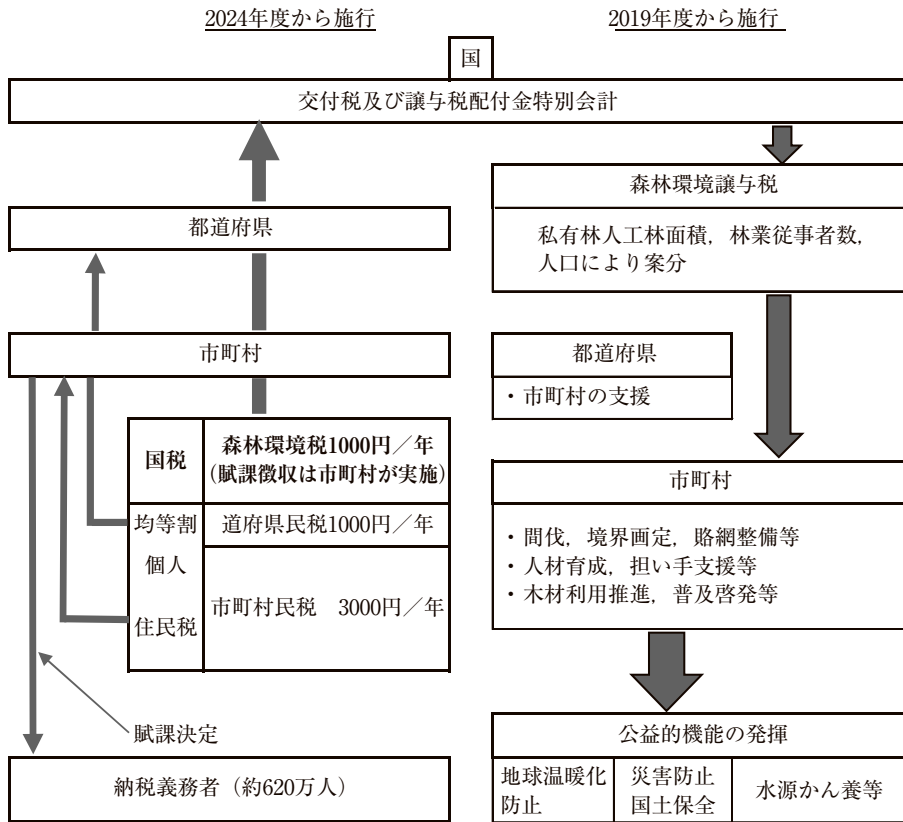 2024年度から施行
2019年度から施行
国
交付税及び譲与税配付金特別会計
都道府県
市町村
国税
森林環境税1000円／年
(賦課徴収は市町村が実施)
均等割
個人
住民税
道府県民税1000円／年
市町村民税　3000円／年
賦課決定
納税義務者（約620万人）
森林環境譲与税
私有林人工林面積，林業従事者数，
人口により案分
都道府県
・市町村の支援
市町村
・間伐，境界画定，賂網整備等
・人材育成，担い手支援等
・木材利用推進，普及啓発等
公益的機能の発揮
地球温暖化
防止
災害防止
国土保全
水源かん養等